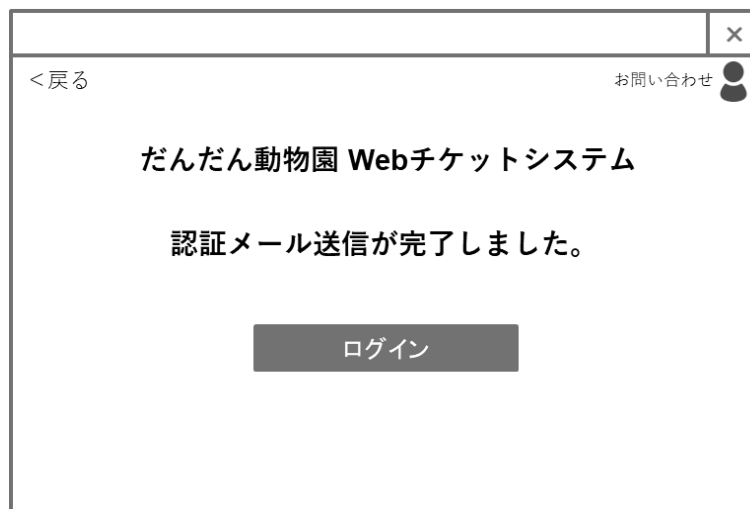 <戻る
お問い合わせ
だんだん動物園 Webチケットシステム
認証メール送信が完了しました。
ログイン